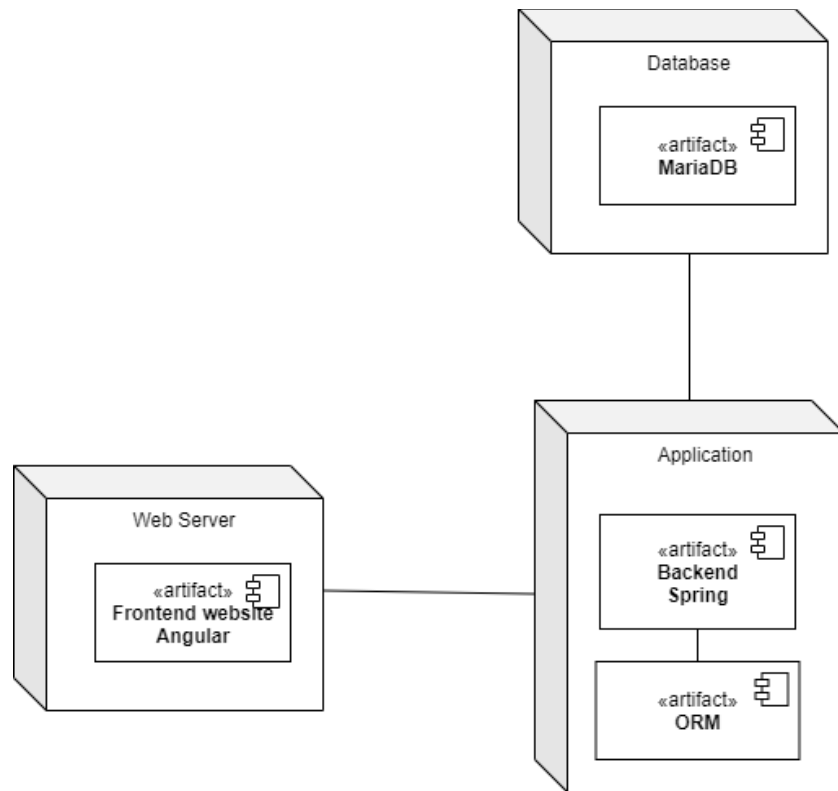 Database
«artifact»
MariaDB
Application
«artifact»
Backend
Spring
«artifact»
ORM
Web Server
«artifact»
Frontend website
Angular